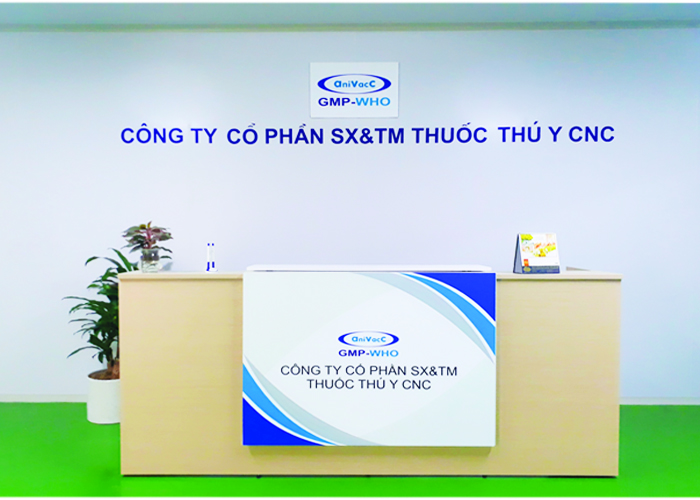 aniVacC
GMP-WHO
CÔNG TY CỔ PHẦN SX&TM THUỐC THÚ Y CNC
aniVacC
GMP-WHO
CÔNG TY CỔ PHẦN SX&TM
THUỐC THÚ Y CNC